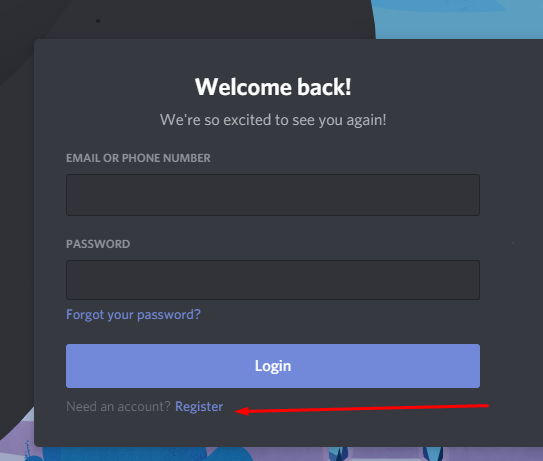 Welcome back!
We're so excited to see you again!
EMAIL OR PHONE NUMBER
PASSWORD
Forgot your password?
Login
Need an account? Register